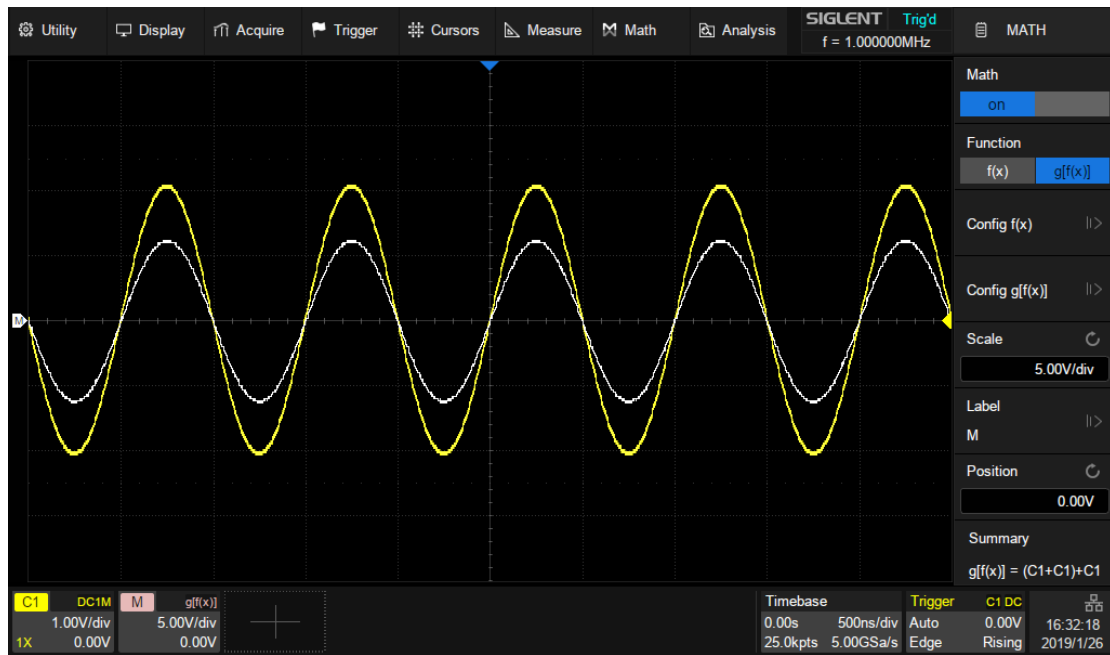 Utility Display Acquire Trigger Cursors Measure Math Analysis SIGLENT Trig'd MATH
f = 1.000000MHz
Math
on
Function
f(x) g[f(x)]
Config f(x)
Config g[f(x)]
Scale
5.00V/div
Label
M
Position
0.00V
Summary
g[f(x)] = (C1+C1)+C1
M
C1 DC1M M g[f(x)] Timebase Trigger C1 DC
1.00V/div 5.00V/div 0.00s 500ns/div Auto 0.00V 16:32:18
1X 0.00V 0.00V 25.0kpts 5.00GSa/s Edge Rising 2019/1/26